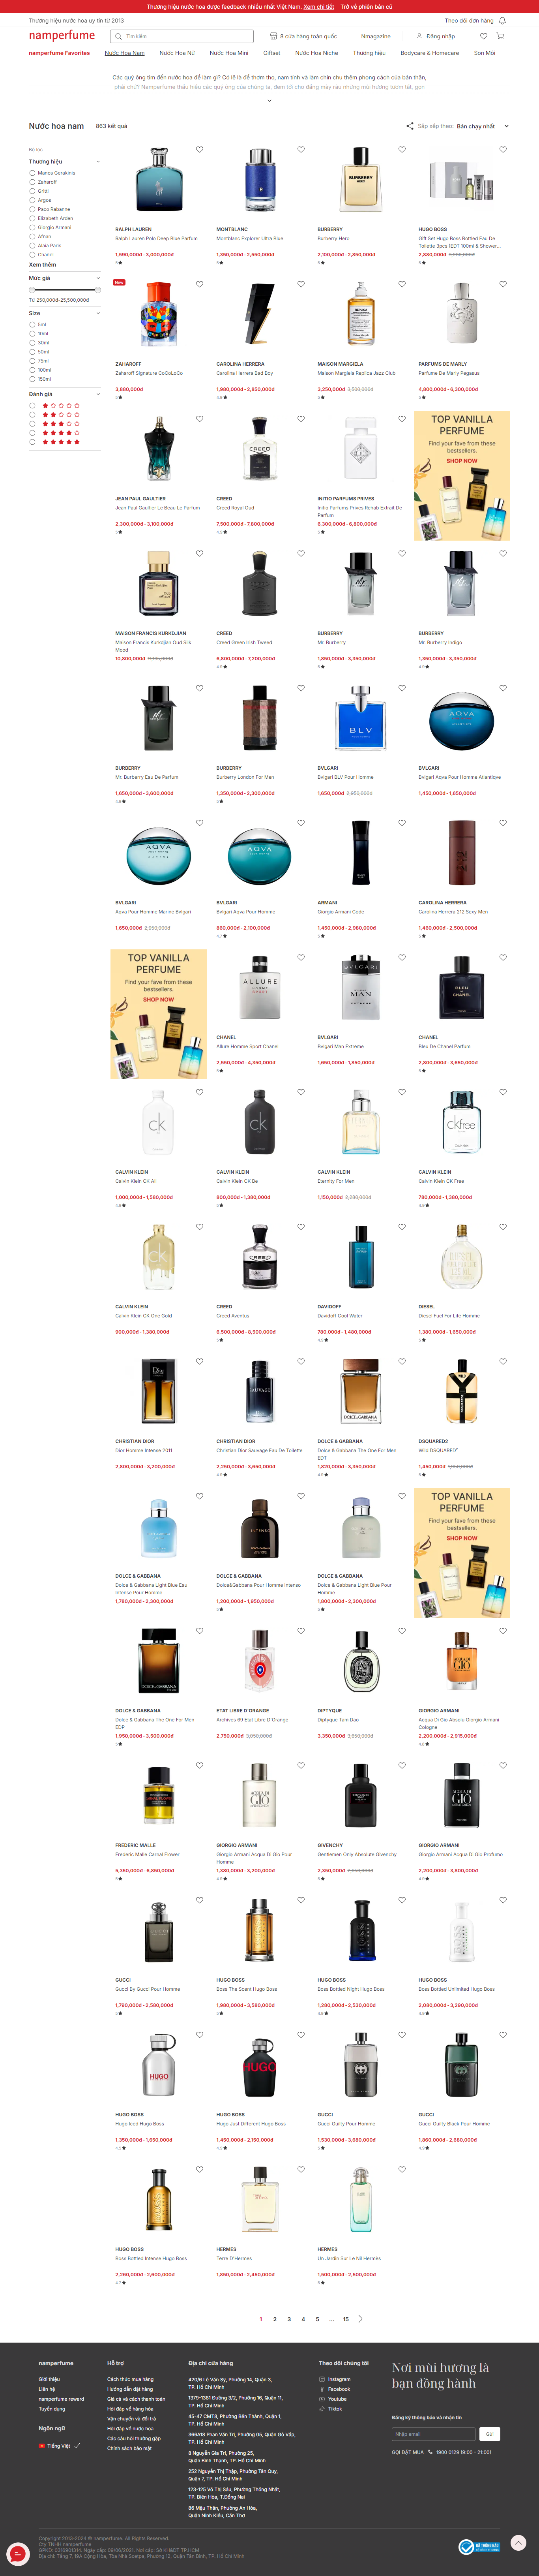 Thương hiệu nước hoa được feedback nhiều nhất Việt Nam. Xem chi tiết Trở về phiên bản cũ
Thương hiệu nước hoa uy tín từ 2013
Theo dõi đơn hàng
namperfume
Tìm kiếm
8 cửa hàng toàn quốc
Nmagazine
Đăng nhập
namperfume Favorites
Nước Hoa Nam
Nước Hoa Nữ
Nước Hoa Mini
Giftset
Nước Hoa Niche
Thương hiệu
Bodycare & Homecare
Son Môi
Các quý ông tìm đến nước hoa để làm gì? Có lẽ là để thơm tho, nam tính và làm chỉn chu thêm phong cách của bản thân,
phải chứ? Namperfume thấu hiểu các quý ông của chúng ta, đem tới cho đấng mày râu những mùi hương tươm tất, gọn
Nước hoa nam
863 kết quả
Sắp xếp theo: Bán chạy nhất
Bộ lọc
Thương hiệu
Manos Gerakinis
Zaharoff
Gritti
Argos
Paco Rabanne
Elizabeth Arden
Giorgio Armani
Afnan
Alaia Paris
Chanel
Xem thêm
Mức giá
Từ 250,000đ-25,500,000đ
Size
5ml
10ml
30ml
50ml
75ml
100ml
150ml
Đánh giá
RALPH LAUREN
Ralph Lauren Polo Deep Blue Parfum
1,590,000đ - 3,000,000đ
MONTBLANC
Montblanc Explorer Ultra Blue
1,350,000đ - 2,550,000đ
BURBERRY
Burberry Hero
2,100,000đ - 2,850,000đ
HUGO BOSS
Gift Set Hugo Boss Bottled Eau De
Toilette 3pcs (EDT 100ml & Shower...
2,880,000đ 3,280,000đ
New
ZAHAROFF
Zaharoff Signature CoCoLoCo
3,880,000đ
CAROLINA HERRERA
Carolina Herrera Bad Boy
1,980,000đ - 2,850,000đ
MAISON MARGIELA
Maison Margiela Replica Jazz Club
3,250,000đ 3,500,000đ
PARFUMS DE MARLY
Parfums De Marly Pegasus
4,800,000đ - 6,300,000đ
JEAN PAUL GAULTIER
Jean Paul Gaultier Le Beau Le Parfum
2,300,000đ - 3,100,000đ
CREED
Creed Royal Oud
7,500,000đ - 7,600,000đ
INITIO PARFUMS PRIVES
Initio Parfums Prives Rehab Extrait De
Parfum
6,300,000đ - 6,800,000đ
TOP VANILLA
PERFUME
Find your fave from these
bestsellers.
SHOP NOW
MAISON FRANCIS KURKDJIAN
Maison Francis Kurkdjian Oud Silk
Mood
10,800,000đ
CREED
Creed Green Irish Tweed
6,800,000đ - 7,200,000đ
BURBERRY
Mr. Burberry
1,850,000đ - 3,350,000đ
BURBERRY
Mr. Burberry Indigo
1,350,000đ - 3,350,000đ
BURBERRY
Mr. Burberry Eau De Parfum
1,650,000đ - 3,600,000đ
BURBERRY
Burberry London For Men
1,350,000đ - 2,300,000đ
BVLGARI
Bvlgari BLV Pour Homme
1,650,000đ 2,950,000đ
BVLGARI
Bvlgari Aqva Pour Homme Atlantique
1,450,000đ - 1,650,000đ
BVLGARI
Aqva Pour Homme Marine Bvlgari
1,650,000đ 2,950,000đ
BVLGARI
Bvlgari Aqva Pour Homme
880,000đ - 2,100,000đ
ARMANI
Giorgio Armani Code
1,450,000đ - 2,880,000đ
CAROLINA HERRERA
Carolina Herrera 212 Sexy Men
1,460,000đ - 2,500,000đ
TOP VANILLA
PERFUME
Find your fave from these
bestsellers.
SHOP NOW
CHANEL
Allure Homme Sport Chanel
2,550,000đ - 4,350,000đ
BVLGARI
Bvlgari Man Extreme
1,650,000đ - 1,850,000đ
CHANEL
Bleu De Chanel Parfum
2,800,000đ - 3,650,000đ
CALVIN KLEIN
Calvin Klein CK All
1,000,000đ - 1,580,000đ
CALVIN KLEIN
Calvin Klein CK Be
800,000đ - 1,380,000đ
CALVIN KLEIN
Eternity For Men
1,150,000đ 2,280,000đ
CALVIN KLEIN
Calvin Klein CK Free
780,000đ - 1,380,000đ
CALVIN KLEIN
Calvin Klein CK One Gold
900,000đ - 1,380,000đ
CREED
Creed Aventus
6,500,000đ - 8,500,000đ
DAVIDOFF
Davidoff Cool Water
780,000đ - 1,480,000đ
DIESEL
Diesel Fuel For Life Homme
1,380,000đ - 1,650,000đ
CHRISTIAN DIOR
Dior Homme Intense 2011
2,800,000đ - 3,200,000đ
CHRISTIAN DIOR
Christian Dior Sauvage Eau De Toilette
2,250,000đ - 3,650,000đ
DOLCE & GABBANA
Dolce & Gabbana The One For Men
EDT
1,820,000đ - 3,350,000đ
DSQUARED2
Wild DSQUARED²
1,450,000đ 1,950,000đ
DOLCE & GABBANA
Dolce & Gabbana Light Blue Eau
Intense Pour Homme
1,780,000đ - 2,300,000đ
DOLCE & GABBANA
Dolce&Gabbana Pour Homme Intenso
1,200,000đ - 1,950,000đ
DOLCE & GABBANA
Dolce & Gabbana Light Blue Pour
Homme
1,800,000đ - 2,300,000đ
TOP VANILLA
PERFUME
Find your fave from these
bestsellers.
SHOP NOW
DOLCE & GABBANA
Dolce & Gabbana The One For Men
EDP
1,950,000đ - 3,500,000đ
ETAT LIBRE D'ORANGE
Archives 69 Etat Libre D'Orange
2,750,000đ 3,050,000đ
DIPTYQUE
Diptyque Tam Dao
3,350,000đ 3,650,000đ
GIORGIO ARMANI
Acqua Di Gio Absolu Giorgio Armani
Cologne
2,200,000đ - 2,815,000đ
FREDERIC MALLE
Frederic Malle Carnal Flower
5,350,000đ - 6,850,000đ
GIORGIO ARMANI
Giorgio Armani Acqua Di Gio Pour
Homme
1,380,000đ - 3,200,000đ
GIVENCHY
Gentlemen Only Absolute Givenchy
2,350,000đ 2,650,000đ
GIORGIO ARMANI
Giorgio Armani Acqua Di Gio Profumo
2,200,000đ - 3,800,000đ
GUCCI
Gucci By Gucci Pour Homme
1,790,000đ - 2,590,000đ
HUGO BOSS
Boss The Scent Hugo Boss
1,980,000đ - 3,580,000đ
HUGO BOSS
Boss Bottled Night Hugo Boss
1,280,000đ - 2,530,000đ
HUGO BOSS
Boss Bottled Unlimited Hugo Boss
2,080,000đ - 3,290,000đ
HUGO BOSS
Hugo Iced Hugo Boss
1,350,000đ - 1,650,000đ
HUGO BOSS
Hugo Just Different Hugo Boss
1,450,000đ - 2,150,000đ
GUCCI
Gucci Guilty Pour Homme
1,530,000đ - 3,680,000đ
GUCCI
Gucci Guilty Black Pour Homme
1,860,000đ - 2,680,000đ
HUGO BOSS
Boss Bottled Intense Hugo Boss
2,260,000đ - 2,600,000đ
HERMES
Terre D'Hermes
1,650,000đ - 2,450,000đ
HERMES
Un Jardin Sur Le Nil Hermès
1,500,000đ - 2,500,000đ
1 2 3 4 5 ... 15
namperfume
Giới thiệu
Liên hệ
namperfume reward
Tuyển dụng
Ngôn ngữ
Tiếng Việt
Hỗ trợ
Cách thức mua hàng
Hướng dẫn đặt hàng
Giá cả và cách thanh toán
Hỏi đáp về hàng hóa
Vận chuyển và đổi trả
Hỏi đáp về nước hoa
Các câu hỏi thường gặp
Chính sách bảo mật
Địa chỉ cửa hàng
420/6 Lê Văn Sỹ, Phường 14, Quận 3,
TP. Hồ Chí Minh
1379-1381 Đường 3/2, Phường 16, Quận 11,
TP. Hồ Chí Minh
45-47 CMT8, Phường Bến Thành, Quận 1,
TP. Hồ Chí Minh
366A18 Phan Văn Trị, Phường 05, Quận Gò Vấp,
TP. Hồ Chí Minh
8 Nguyễn Gia Trí, Phường 25,
Quận Bình Thạnh, TP. Hồ Chí Minh
252 Nguyễn Thị Thập, Phường Tân Quy,
Quận 7, TP. Hồ Chí Minh
123-125 Võ Thị Sáu, Phường Thống Nhất,
TP. Biên Hòa, T.Đồng Nai
96 Mậu Thân, Phường An Hòa,
Quận Ninh Kiều, Cần Thơ
Theo dõi chúng tôi
Instagram
Facebook
Youtube
Tiktok
Nơi mùi hương là
bạn đồng hành
Đăng ký thông báo và nhận tin
Nhập email
Gửi
GỌI ĐẶT MUA 1900 0129 (9:00 - 21:00)
Copyright 2013-2024 © namperfume. All Rights Reserved.
Cty TNHH namperfume